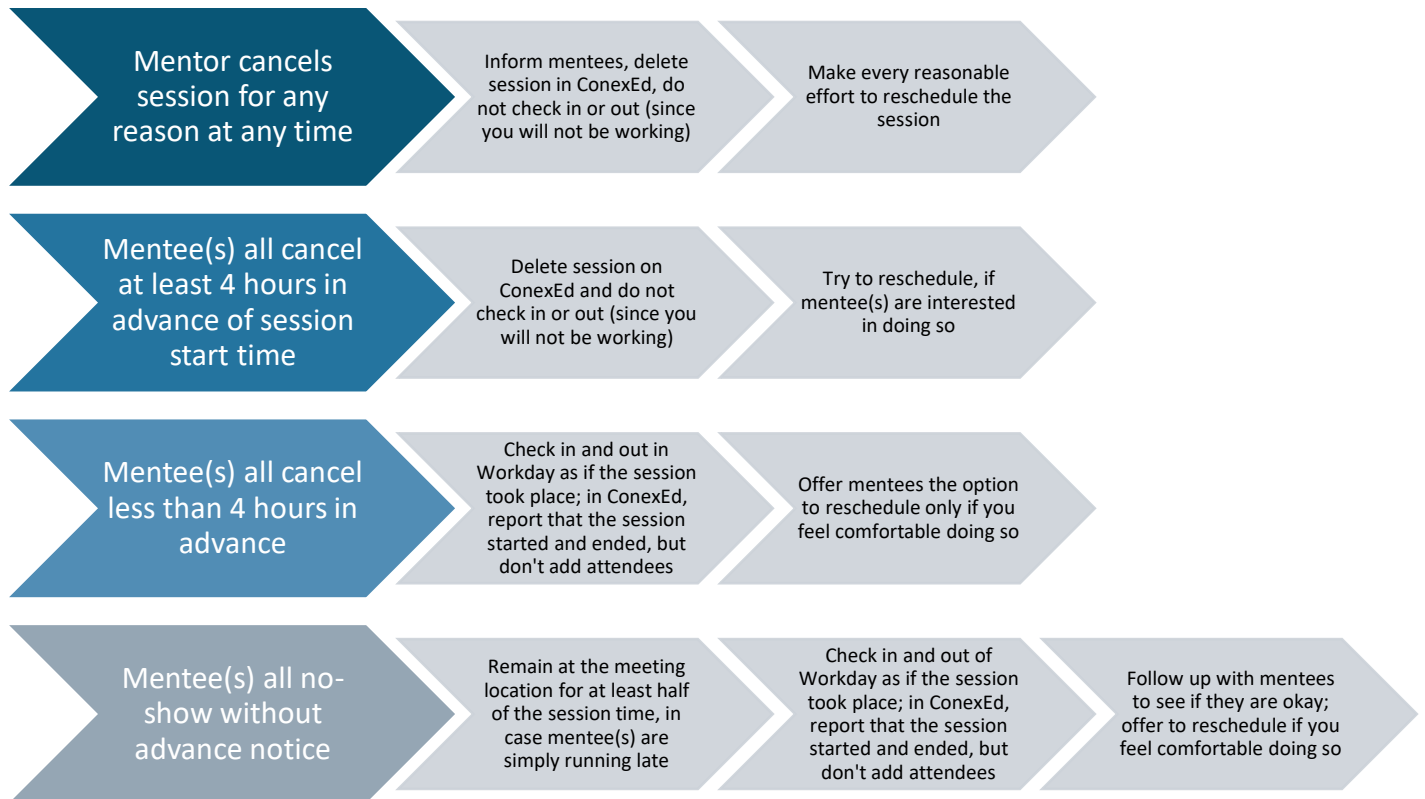 Mentor cancels
session for any
reason at any time
Inform mentees, delete
session in ConexEd, do
not check in or out (since
you will not be working)
Make every reasonable
effort to reschedule the
session
Mentee(s) all cancel
at least 4 hours in
advance of session
start time
Delete session on
ConexEd and do not
check in or out (since you
will not be working)
Try to reschedule, if
mentee(s) are interested
in doing so
Mentee(s) all cancel
less than 4 hours in
advance
Check in and out in
Workday as if the session
took place; in ConexEd,
report that the session
started and ended, but
don't add attendees
Offer mentees the option
to reschedule only if you
feel comfortable doing so
Mentee(s) all no-
show without
advance notice
Remain at the meeting
location for at least half
of the session time, in
case mentee(s) are
simply running late
Check in and out of
Workday as if the session
took place; in ConexEd,
report that the session
started and ended, but
don't add attendees
Follow up with mentees
to see if they are okay;
offer to reschedule if you
feel comfortable doing so